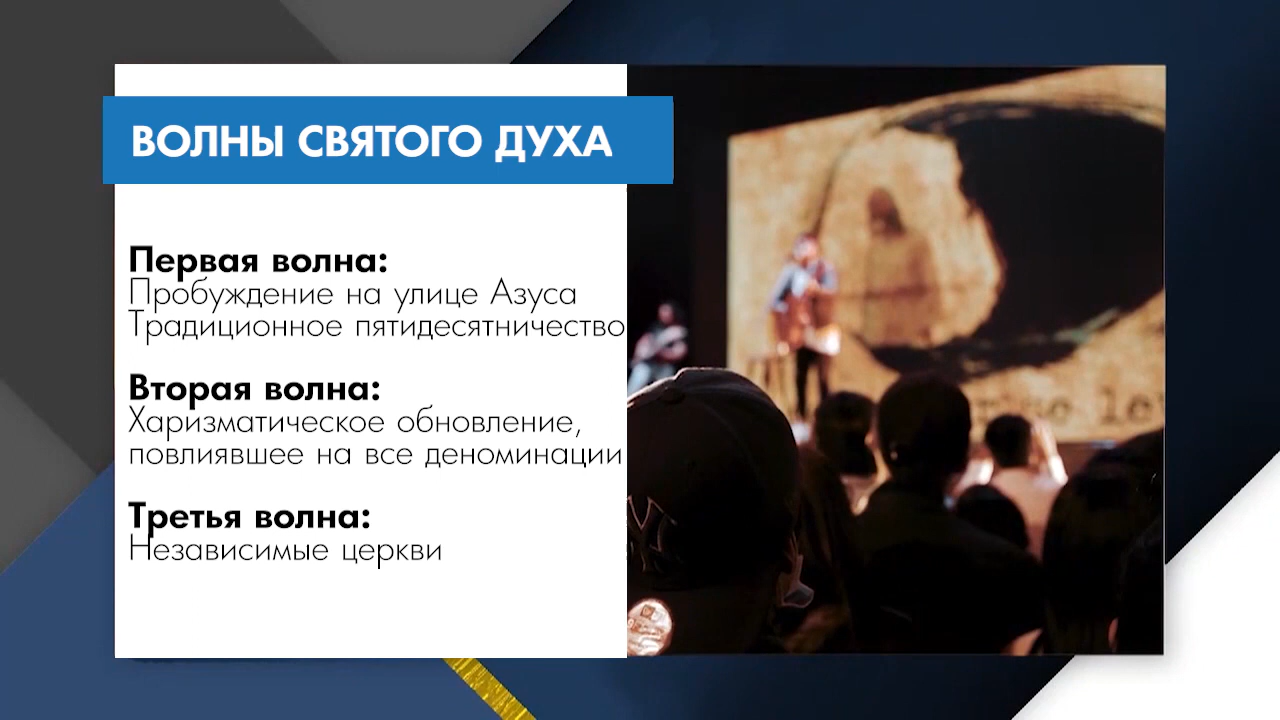 ВОЛНЫ СВЯТОГО ДУХА
Первая волна:
Пробуждение на улице Азуса
Традиционное пятидесятничество
Вторая волна:
Харизматическое обновление,
повлиявшее на все деноминации
Третья волна:
Независимые церкви